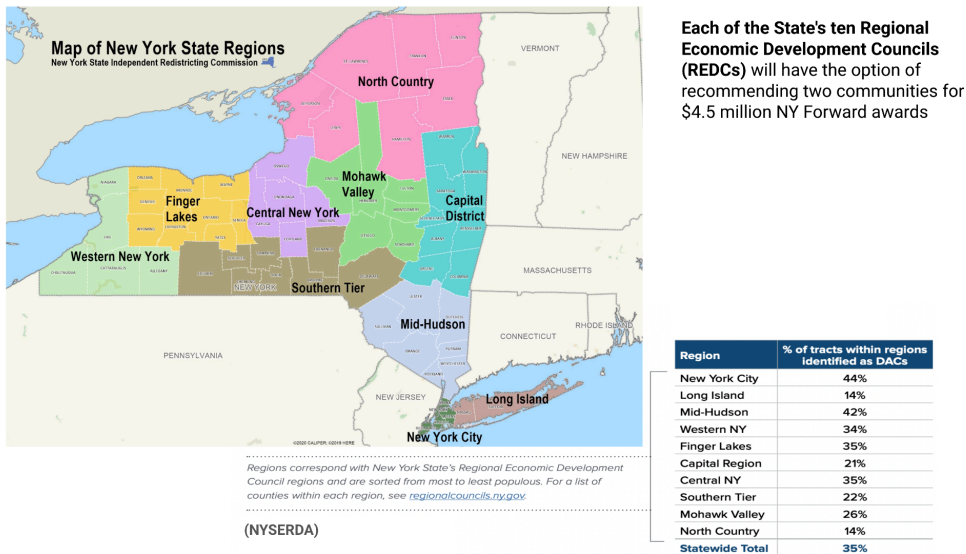 Map of New York State Regions
New York State Independent Redistricting Commission
VERMONT
NEW HAMPSHIRE
MASSACHUSETTS
CONNECTICUT
RHODE ISLAND
PENNSYLVANIA
NEW JERSEY
NEW YORK
North Country
Mohawk
Valley
Capital
District
Finger
Lakes
Central New York
Western New York
Southern Tier
Mid-Hudson
Long Island
New York City
©2020 CALIPER; ©2019 HERE
Each of the State's ten Regional
Economic Development Councils
(REDCs) will have the option of
recommending two communities for
$4.5 million NY Forward awards
Regions correspond with New York State's Regional Economic Development
Council regions and are sorted from most to least populous. For a list of
counties within each region, see regionalcouncils.ny.gov.
(NYSERDA)
Region % of tracts within regions
identified as DACs
New York City 44%
Long Island 14%
Mid-Hudson 42%
Western NY 34%
Finger Lakes 35%
Capital Region 21%
Central NY 35%
Southern Tier 22%
Mohawk Valley 26%
North Country 14%
Statewide Total 35%